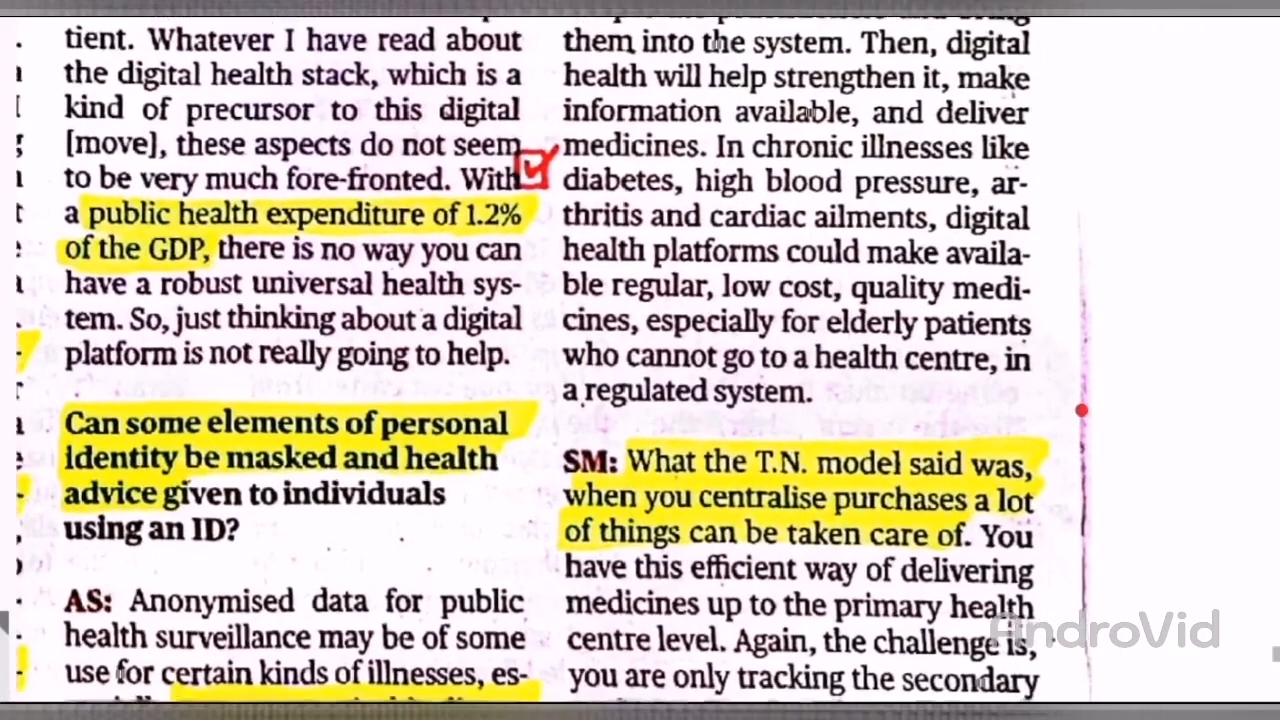 tient. Whatever I have read about
the digital health stack, which is a
kind of precursor to this digital
[move], these aspects do not seem
to be very much fore-fronted. With
a public health expenditure of 1.2%
of the GDP, there is no way you can
have a robust universal health sys-
tem. So, just thinking about a digital
platform is not really going to help.
Can some elements of personal
identity be masked and health
advice given to individuals
using an ID?
AS: Anonymised data for public
health surveillance may be of some
use for certain kinds of illnesses, es-
them into the system. Then, digital
health will help strengthen it, make
information available, and deliver
medicines. In chronic illnesses like
diabetes, high blood pressure, ar-
thritis and cardiac ailments, digital
health platforms could make availa-
ble regular, low cost, quality medi-
cines, especially for elderly patients
who cannot go to a health centre, in
a regulated system.
SM: What the T.N. model said was,
when you centralise purchases a lot
of things can be taken care of. You
have this efficient way of delivering
medicines up to the primary health
centre level. Again, the challenge is,
you are only tracking the secondary
AndroVid